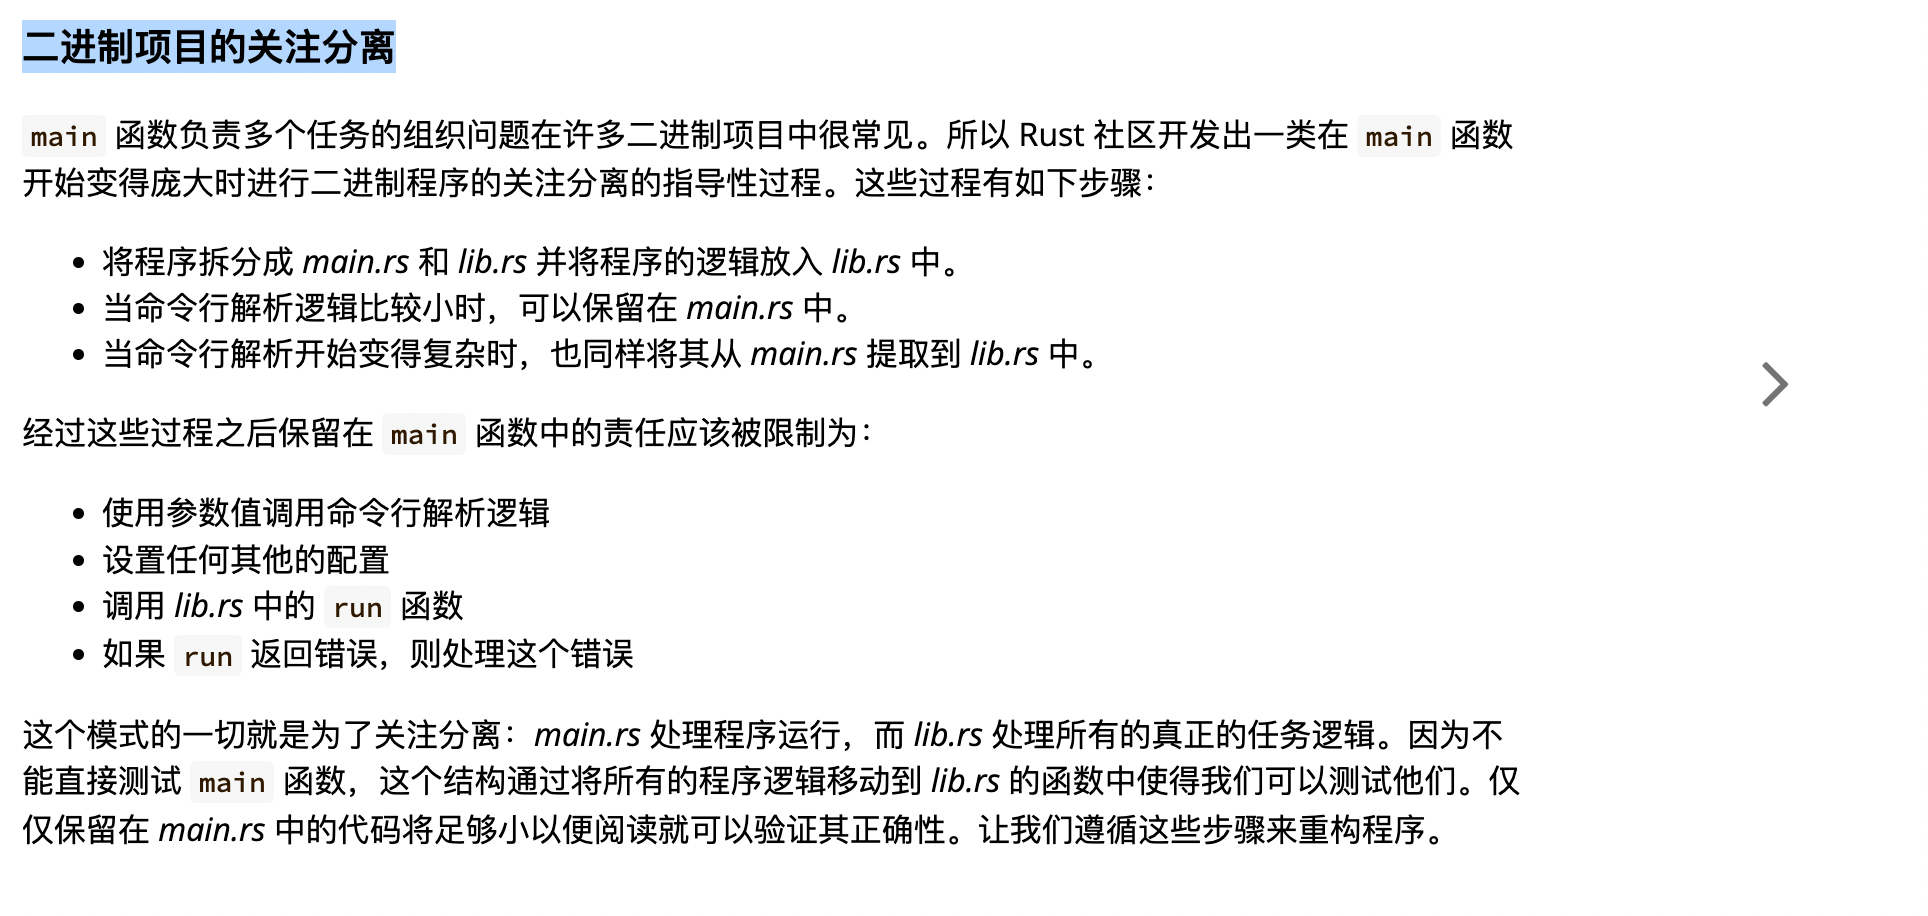 二进制项目的关注分离
main 函数负责多个任务的组织问题在许多二进制项目中很常见。所以 Rust 社区开发出一类在 main 函数
开始变得庞大时进行二进制程序的关注分离的指导性过程。这些过程有如下步骤：
• 将程序拆分成 main.rs 和 lib.rs 并将程序的逻辑放入 lib.rs 中。
• 当命令行解析逻辑比较小时，可以保留在 main.rs 中。
• 当命令行解析开始变得复杂时，也同样将其从 main.rs 提取到 lib.rs 中。
经过这些过程之后保留在 main 函数中的责任应该被限制为：
• 使用参数值调用命令行解析逻辑
• 设置任何其他的配置
• 调用 lib.rs 中的 run 函数
• 如果 run 返回错误，则处理这个错误
这个模式的一切就是为了关注分离：main.rs 处理程序运行，而 lib.rs 处理所有的真正的任务逻辑。因为不
能直接测试 main 函数，这个结构通过将所有的程序逻辑移动到 lib.rs 的函数中使得我们可以测试他们。仅
仅保留在 main.rs 中的代码将足够小以便阅读就可以验证其正确性。让我们遵循这些步骤来重构程序。